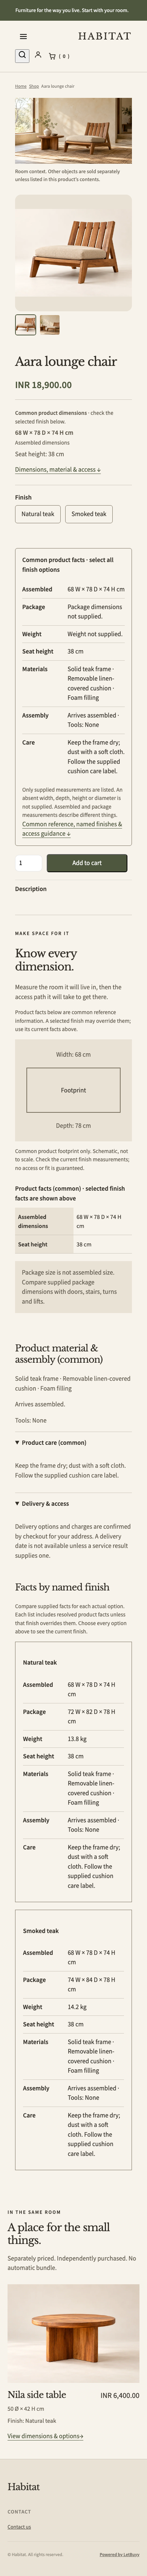 Furniture for the way you live. Start with your room.
HABITAT
( 0 )
Home Shop Aara lounge chair
Room context. Other objects are sold separately
unless listed in this product's contents.
Aara lounge chair
INR 18,900.00
Common product dimensions · check the
selected finish below.
68 W × 78 D × 74 H cm
Assembled dimensions
Seat height: 38 cm
Dimensions, material & access ↓
Finish
Natural teak
Smoked teak
Common product facts · select all
finish options
Assembled 68 W × 78 D × 74 H cm
Package Package dimensions
not supplied.
Weight Weight not supplied.
Seat height 38 cm
Materials Solid teak frame ·
Removable linen-
covered cushion ·
Foam filling
Assembly Arrives assembled ·
Tools: None
Care Keep the frame dry;
dust with a soft cloth.
Follow the supplied
cushion care label.
Only supplied measurements are listed. An
absent width, depth, height or diameter is
not supplied. Assembled and package
measurements describe different things.
Common reference, named finishes &
access guidance ↓
1
Add to cart
Description
MAKE SPACE FOR IT
Know every
dimension.
Measure the room it will live in, then the
access path it will take to get there.
Product facts below are common reference
information. A selected finish may override them;
use its current facts above.
Width: 68 cm
Footprint
Depth: 78 cm
Common product footprint only. Schematic, not
to scale. Check the current finish measurements;
no access or fit is guaranteed.
Product facts (common) · selected finish
facts are shown above
Assembled
dimensions
68 W × 78 D × 74 H
cm
Seat height 38 cm
Package size is not assembled size.
Compare supplied package
dimensions with doors, stairs, turns
and lifts.
Product material &
assembly (common)
Solid teak frame · Removable linen-covered
cushion · Foam filling
Arrives assembled.
Tools: None
▼ Product care (common)
Keep the frame dry; dust with a soft cloth.
Follow the supplied cushion care label.
▼ Delivery & access
Delivery options and charges are confirmed
by checkout for your address. A delivery
date is not available unless a service result
supplies one.
Facts by named finish
Compare supplied facts for each actual option.
Each list includes resolved product facts unless
that finish overrides them. Choose every option
above to see the current finish.
Natural teak
Assembled 68 W × 78 D × 74 H
cm
Package 72 W × 82 D × 78 H
cm
Weight 13.8 kg
Seat height 38 cm
Materials Solid teak frame ·
Removable linen-
covered cushion ·
Foam filling
Assembly Arrives assembled ·
Tools: None
Care Keep the frame dry;
dust with a soft
cloth. Follow the
supplied cushion
care label.
Smoked teak
Assembled 68 W × 78 D × 74 H
cm
Package 74 W × 84 D × 78 H
cm
Weight 14.2 kg
Seat height 38 cm
Materials Solid teak frame ·
Removable linen-
covered cushion ·
Foam filling
Assembly Arrives assembled ·
Tools: None
Care Keep the frame dry;
dust with a soft
cloth. Follow the
supplied cushion
care label.
IN THE SAME ROOM
A place for the small
things.
Separately priced. Independently purchased. No
automatic bundle.
Nila side table INR 6,400.00
50 Ø × 42 H cm
Finish: Natural teak
View dimensions & options→
Habitat
CONTACT
Contact us
© Habitat. All rights reserved. Powered by LetBuyy